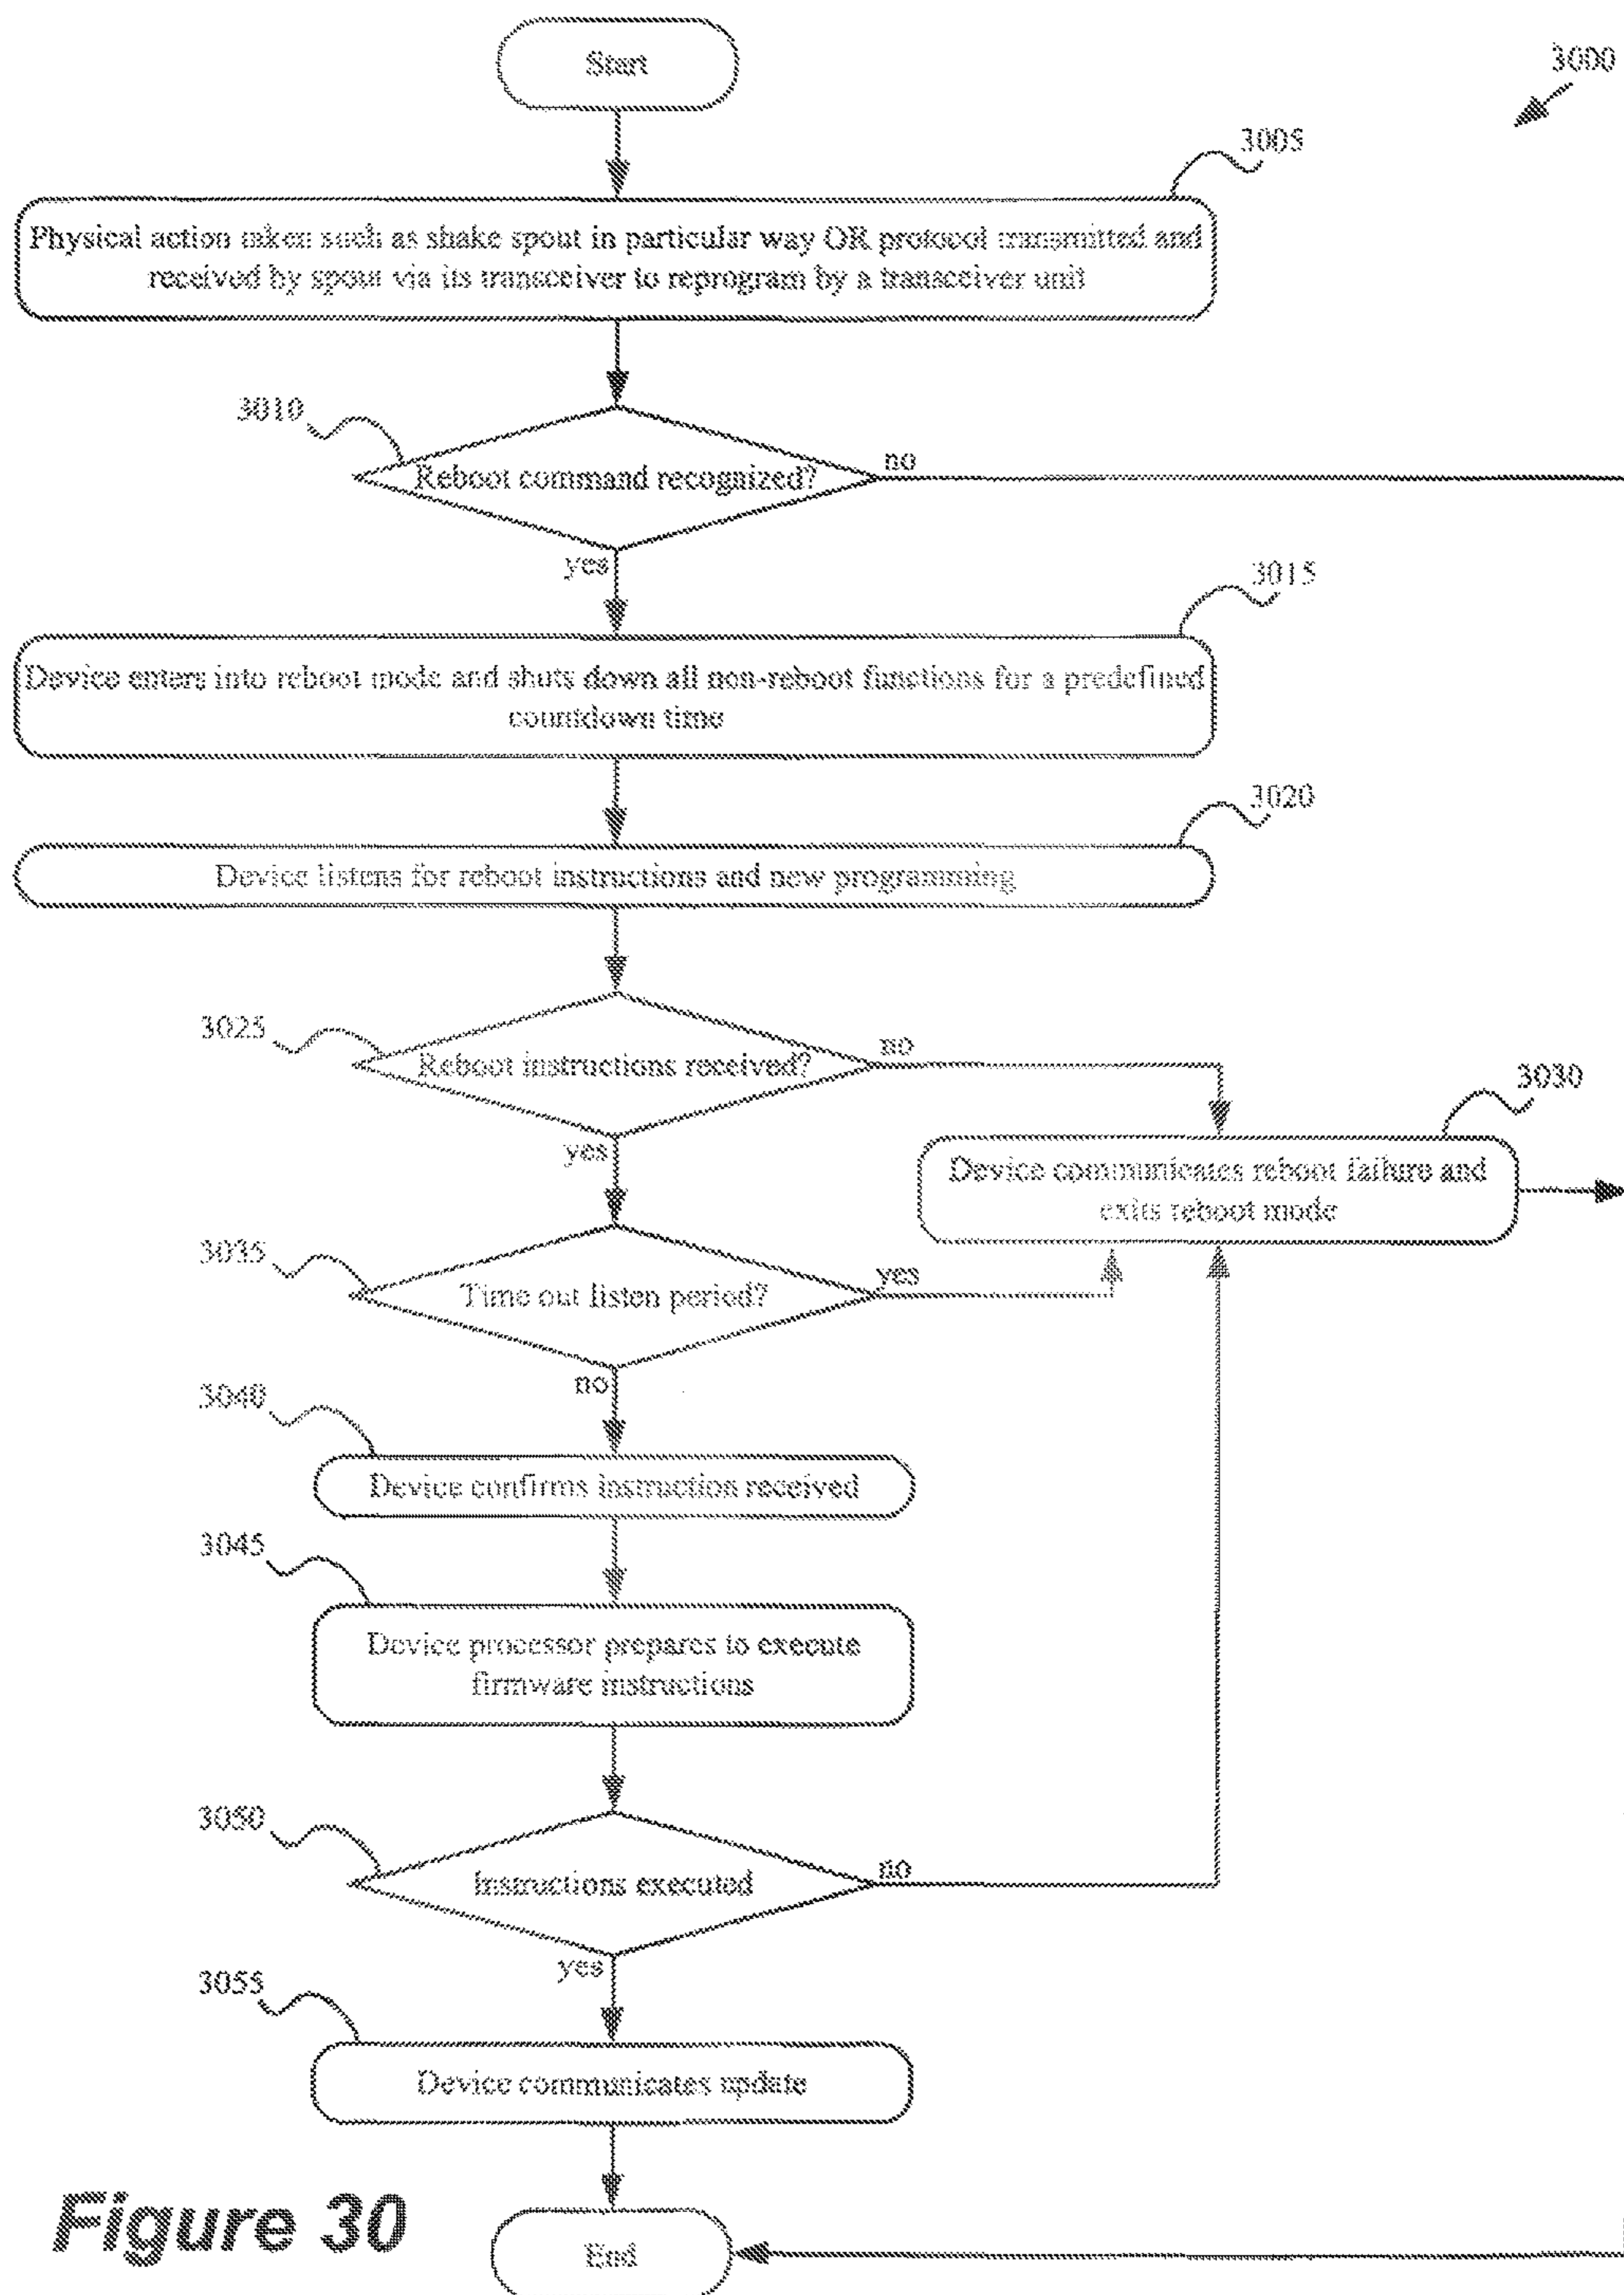 Start
3000
3005
Physical action taken such as shake spout in particular way OR protocol transmitted and
received by spout via its transceiver to reprogram by a transceiver unit
3010
Reboot command recognized?
no
yes
3015
Device enters into reboot mode and shuts down all non-reboot functions for a predefined
countdown time
3020
Device listens for reboot instructions and new programming
3025
Reboot instructions received?
no
yes
3030
Device communicates reboot failure and
exits reboot mode
3035
Time out listen period?
yes
no
3040
Device confirms instruction received
3045
Device processor prepares to execute
firmware instructions
3050
Instructions executed
no
yes
3055
Device communicates update
Figure 30
End